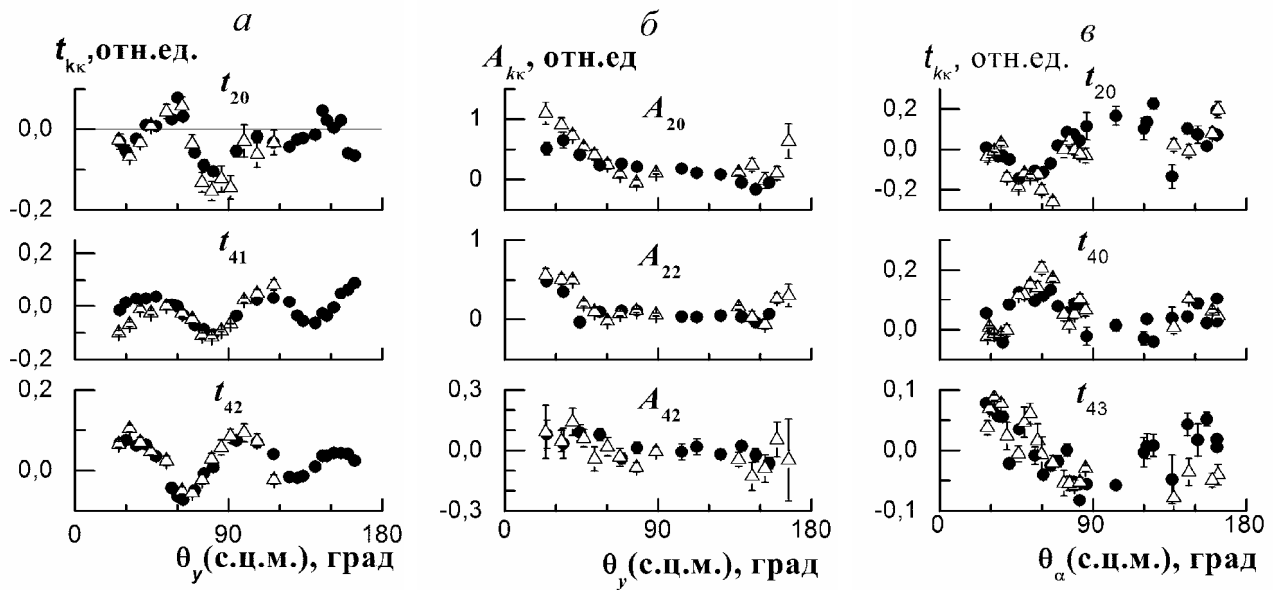 а
t_kк, отн.ед.
t_20
0,0
-0,2
0,2
t_41
0,0
-0,2
0,2
t_42
0,0
0
90
180
θ_y(с.ц.м.), град
б
A_kк, отн.ед
1
A_20
0
1
A_22
0
0,3
A_42
0,0
-0,3
0
90
180
θ_y(с.ц.м.), град
в
t_kк, отн.ед.
0,2
t_20
0,0
-0,2
0,2
t_40
0,0
0,1
t_43
0,0
-0,1
0
90
180
θ_α(с.ц.м.), град